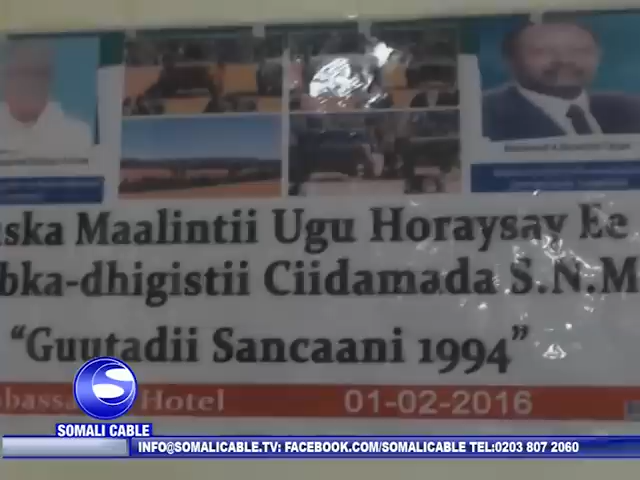 Maalintii Ugu Horaysay Ee
Ciidamada S.N.M
"Guutadii Sancaani 1994"
Hotel 01-02-2016
SOMALI CABLE
INFO@SOMALICABLE.TV: FACEBOOK.COM/SOMALICABLE TEL:0203 807 2060